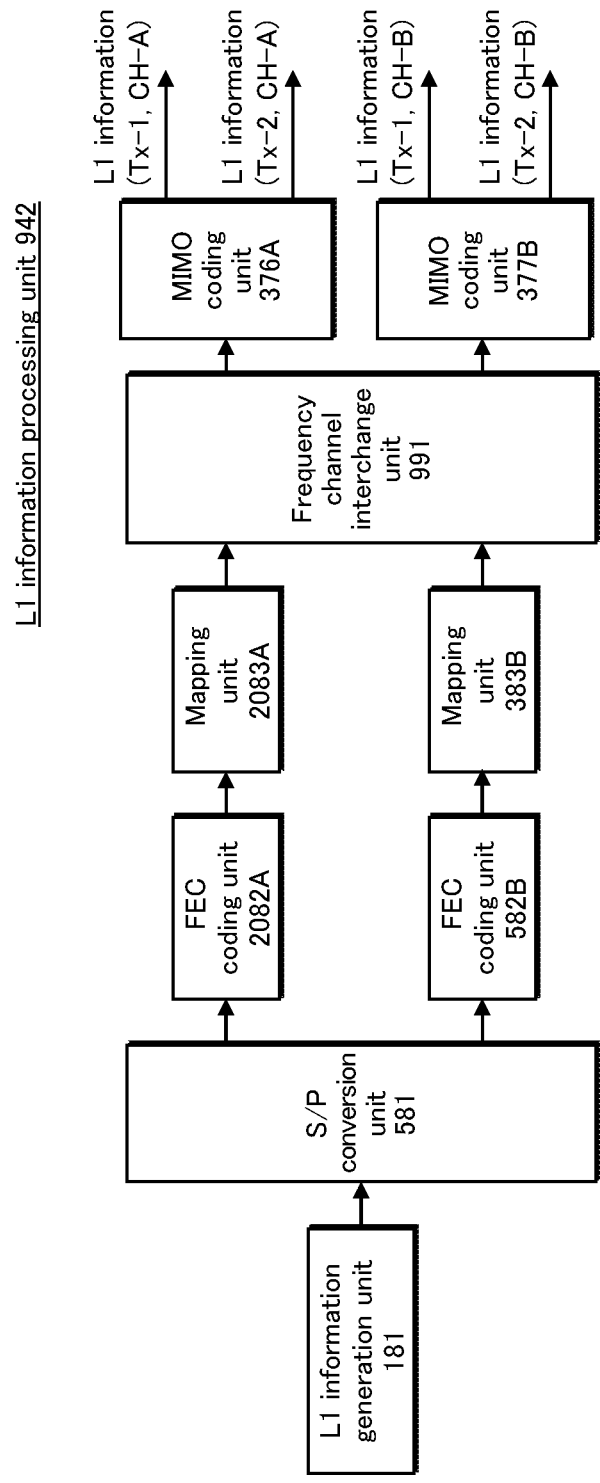 L1 information processing unit 942
L1 information
generation unit
181
S/P
conversion
unit
581
FEC
coding unit
2082A
Mapping
unit
2083A
FEC
coding unit
582B
Mapping
unit
383B
Frequency
channel
interchange
unit
991
MIMO
coding
unit
376A
MIMO
coding
unit
377B
L1 information
(Tx-1, CH-A)
L1 information
(Tx-2, CH-A)
L1 information
(Tx-1, CH-B)
L1 information
(Tx-2, CH-B)